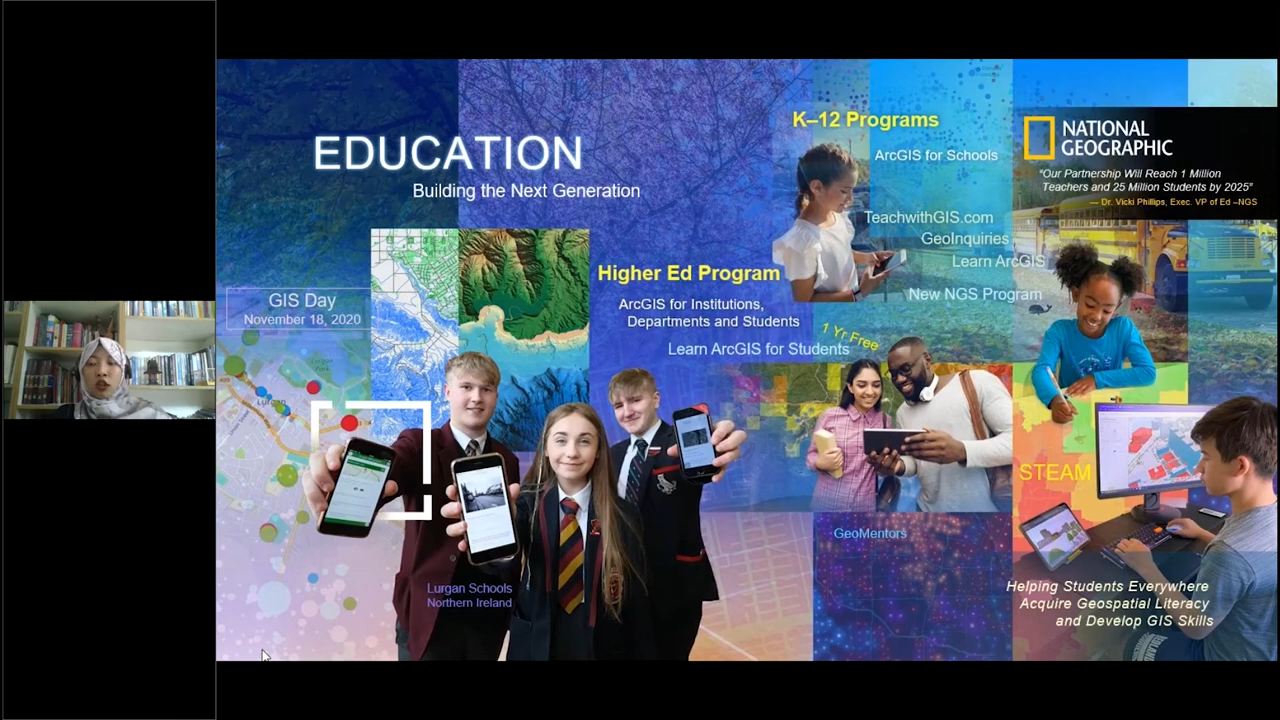 EDUCATION
Building the Next Generation
GIS Day
November 18, 2020
Higher Ed Program
ArcGIS for Institutions,
Departments and Students
Learn ArcGIS for Students
1 Yr Free
K–12 Programs
ArcGIS for Schools
TeachwithGIS.com
GeoInquiries
Learn ArcGIS
New NGS Program
NATIONAL
GEOGRAPHIC
“Our Partnership Will Reach 1 Million
Teachers and 25 Million Students by 2025”
— Dr. Vicki Phillips, Exec. VP of Ed –NGS
Lurgan
Lurgan Schools
Northern Ireland
STEAM
GeoMentors
Helping Students Everywhere
Acquire Geospatial Literacy
and Develop GIS Skills